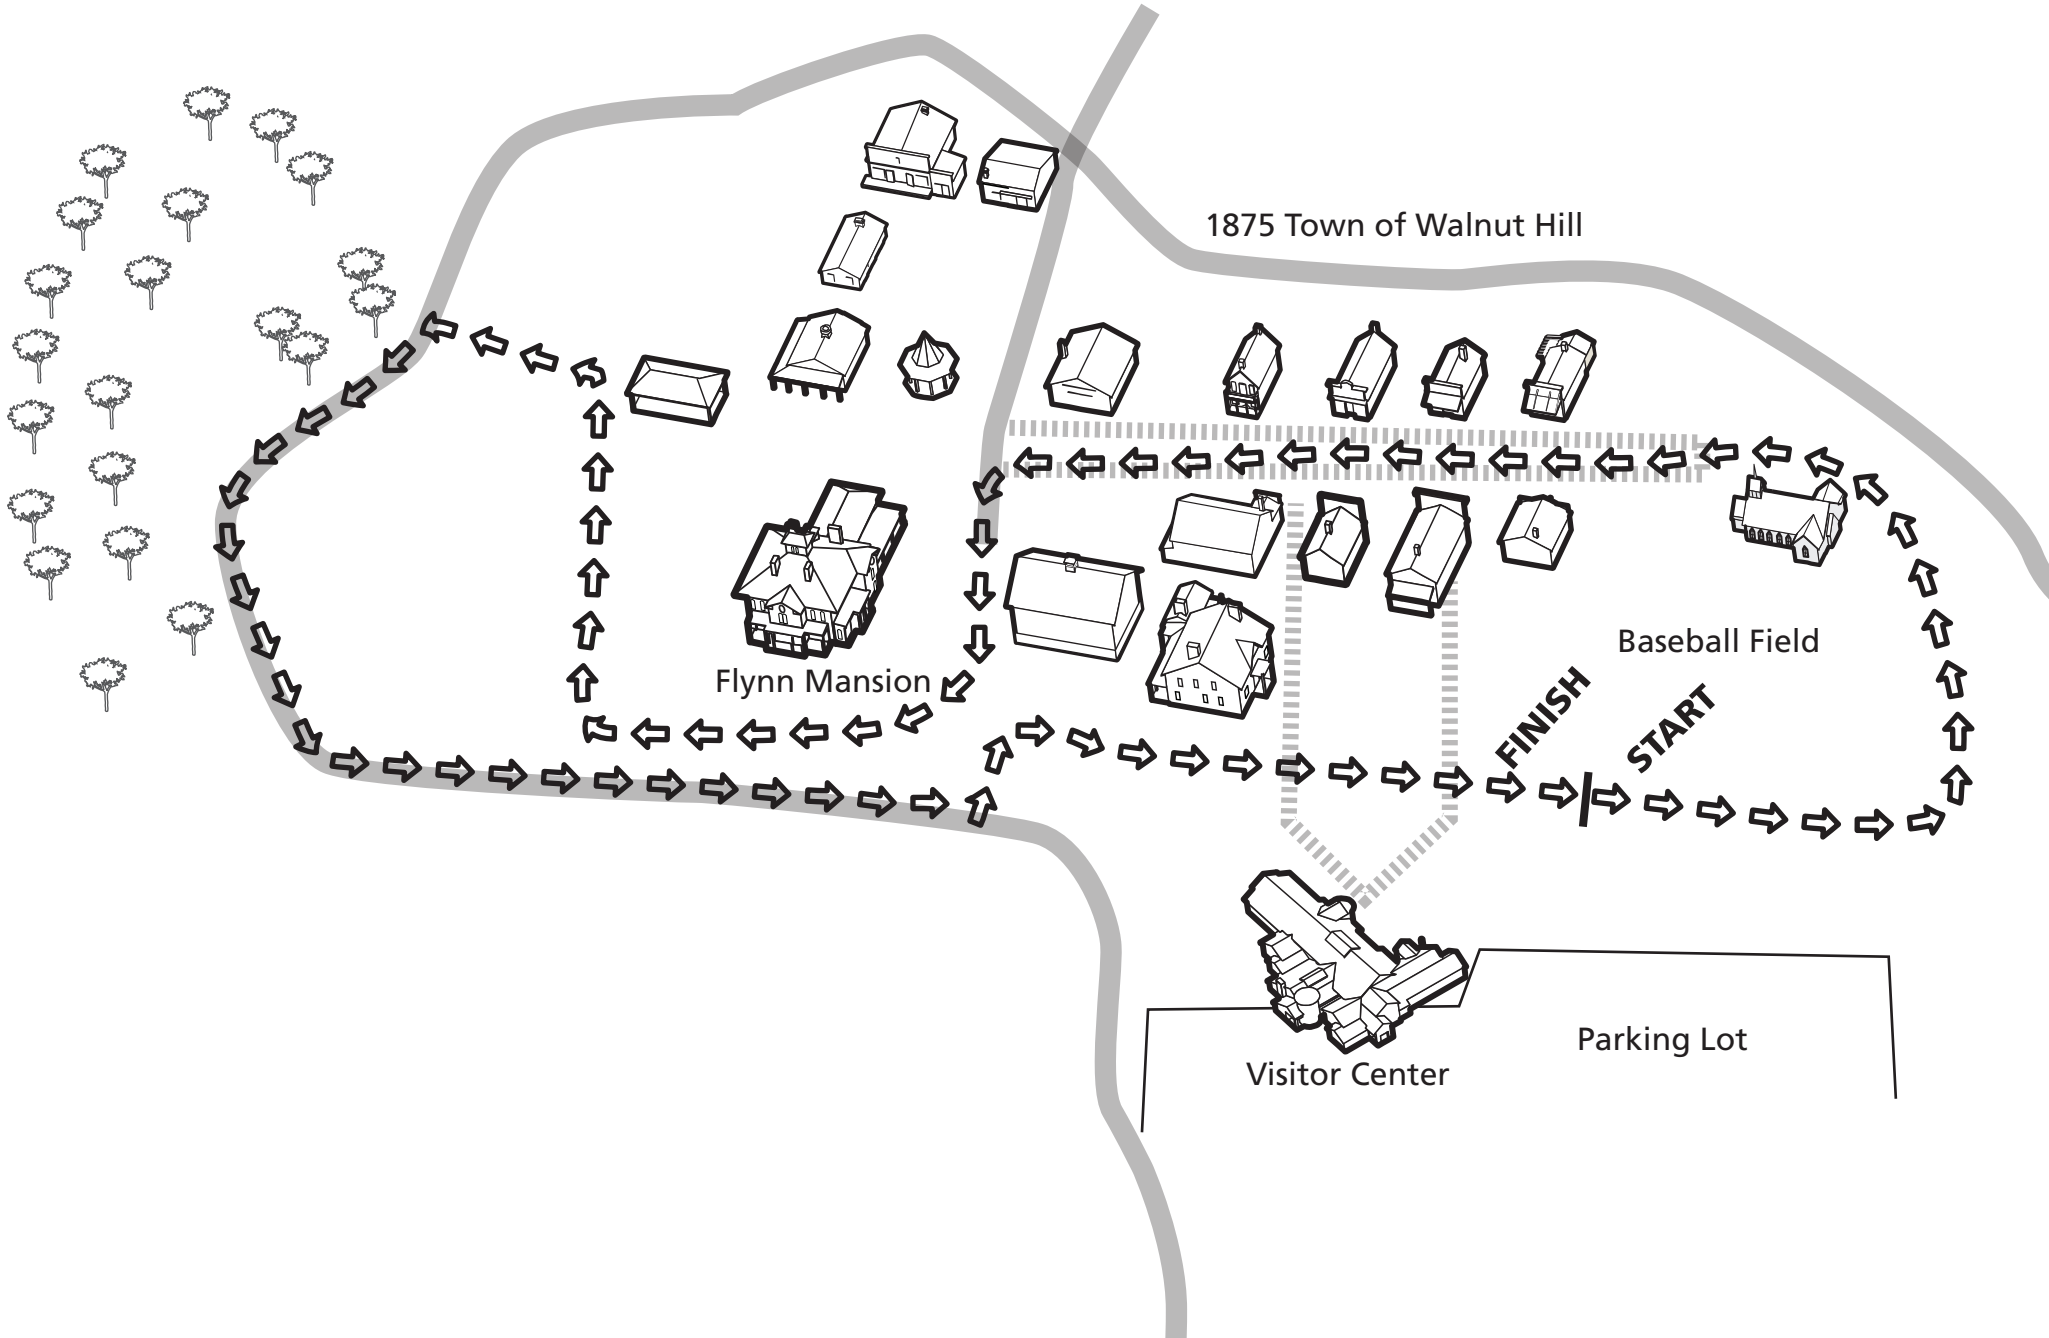 1875 Town of Walnut Hill
Baseball Field
Flynn Mansion
FINISH
START
Parking Lot
Visitor Center